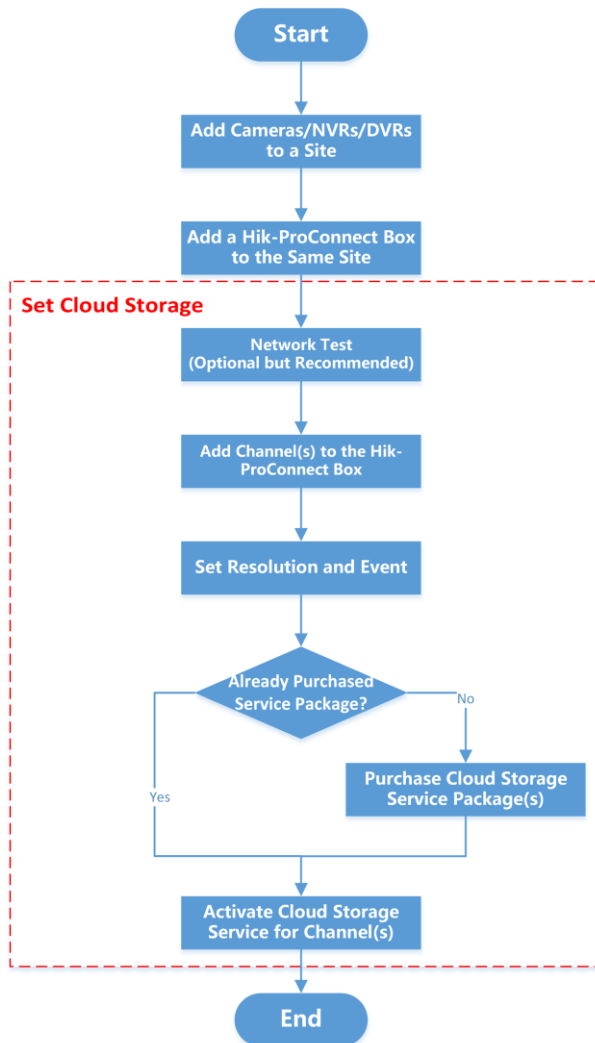 Start
Add Cameras/NVRs/DVRs
to a Site
Add a Hik-ProConnect Box
to the Same Site
Set Cloud Storage
Network Test
(Optional but Recommended)
Add Channel(s) to the Hik-
ProConnect Box
Set Resolution and Event
Already Purchased
Service Package?
No
Purchase Cloud Storage
Service Package(s)
Yes
Activate Cloud Storage
Service for Channel(s)
End